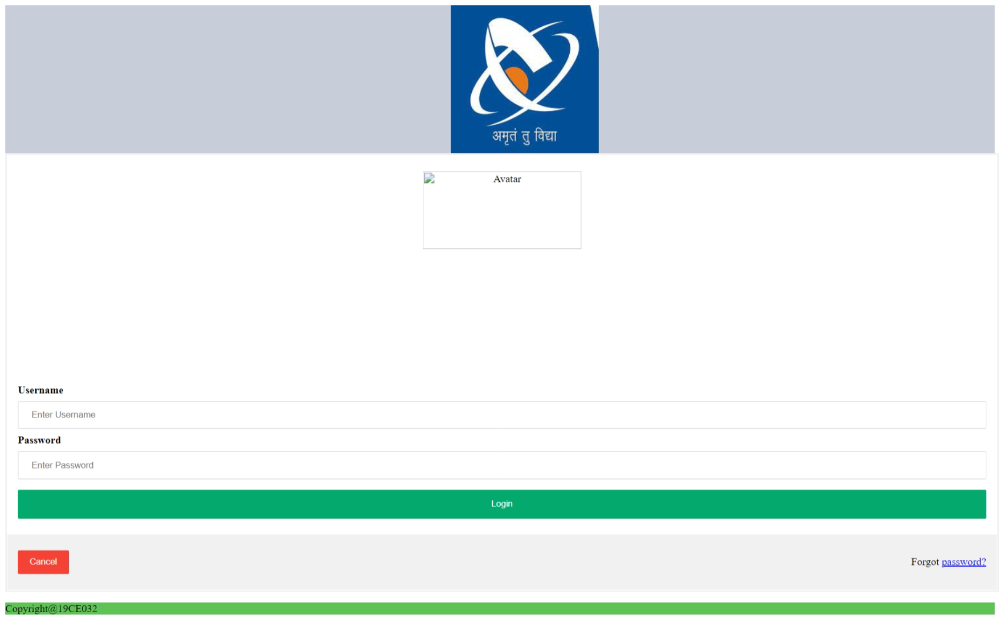 अमृतं तु विद्या
Avatar
Username
Enter Username
Password
Enter Password
Login
Cancel
Forgot password?
Copyright@19CE032